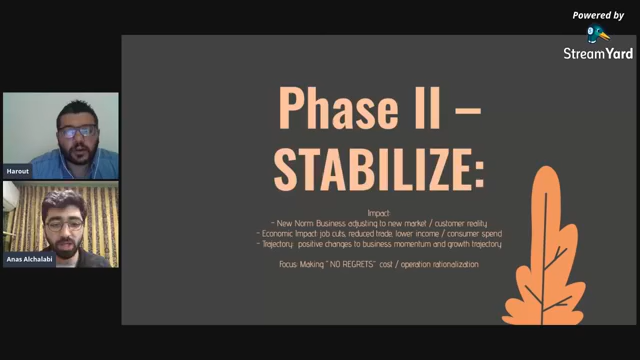 Powered by
StreamYard
Phase II –
STABILIZE:
Impact:
- New Norm: Business adjusting to new market / customer reality
- Economic Impact: job cuts, reduced trade, lower income / consumer spend
- Trajectory: positive changes to business momentum and growth trajectory
Focus: Making " NO REGRETS" cost / operation rationalization
Harout
Anas Alchalabi